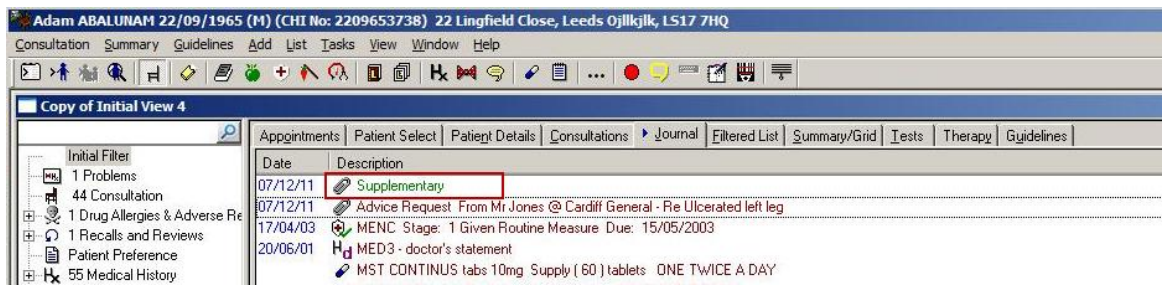 Adam ABALUNAM 22/09/1965 (M) (CHI No: 2209653738) 22 Lingfield Close, Leeds Ojllkjlk, LS17 7HQ
Consultation Summary Guidelines Add List Tasks View Window Help
Copy of Initial View 4
Appointments Patient Select Patient Details Consultations Journal Filtered List Summary/Grid Tests Therapy Guidelines
Initial Filter
1 Problems
44 Consultation
1 Drug Allergies & Adverse Re
1 Recalls and Reviews
Patient Preference
55 Medical History
Date Description
07/12/11 Supplementary
07/12/11 Advice Request From Mr Jones @ Cardiff General - Re Ulcerated left leg
17/04/03 MENC Stage: 1 Given Routine Measure Due: 15/05/2003
20/06/01 MED3 - doctor's statement
MST CONTINUS tabs 10mg Supply ( 60 ) tablets ONE TWICE A DAY